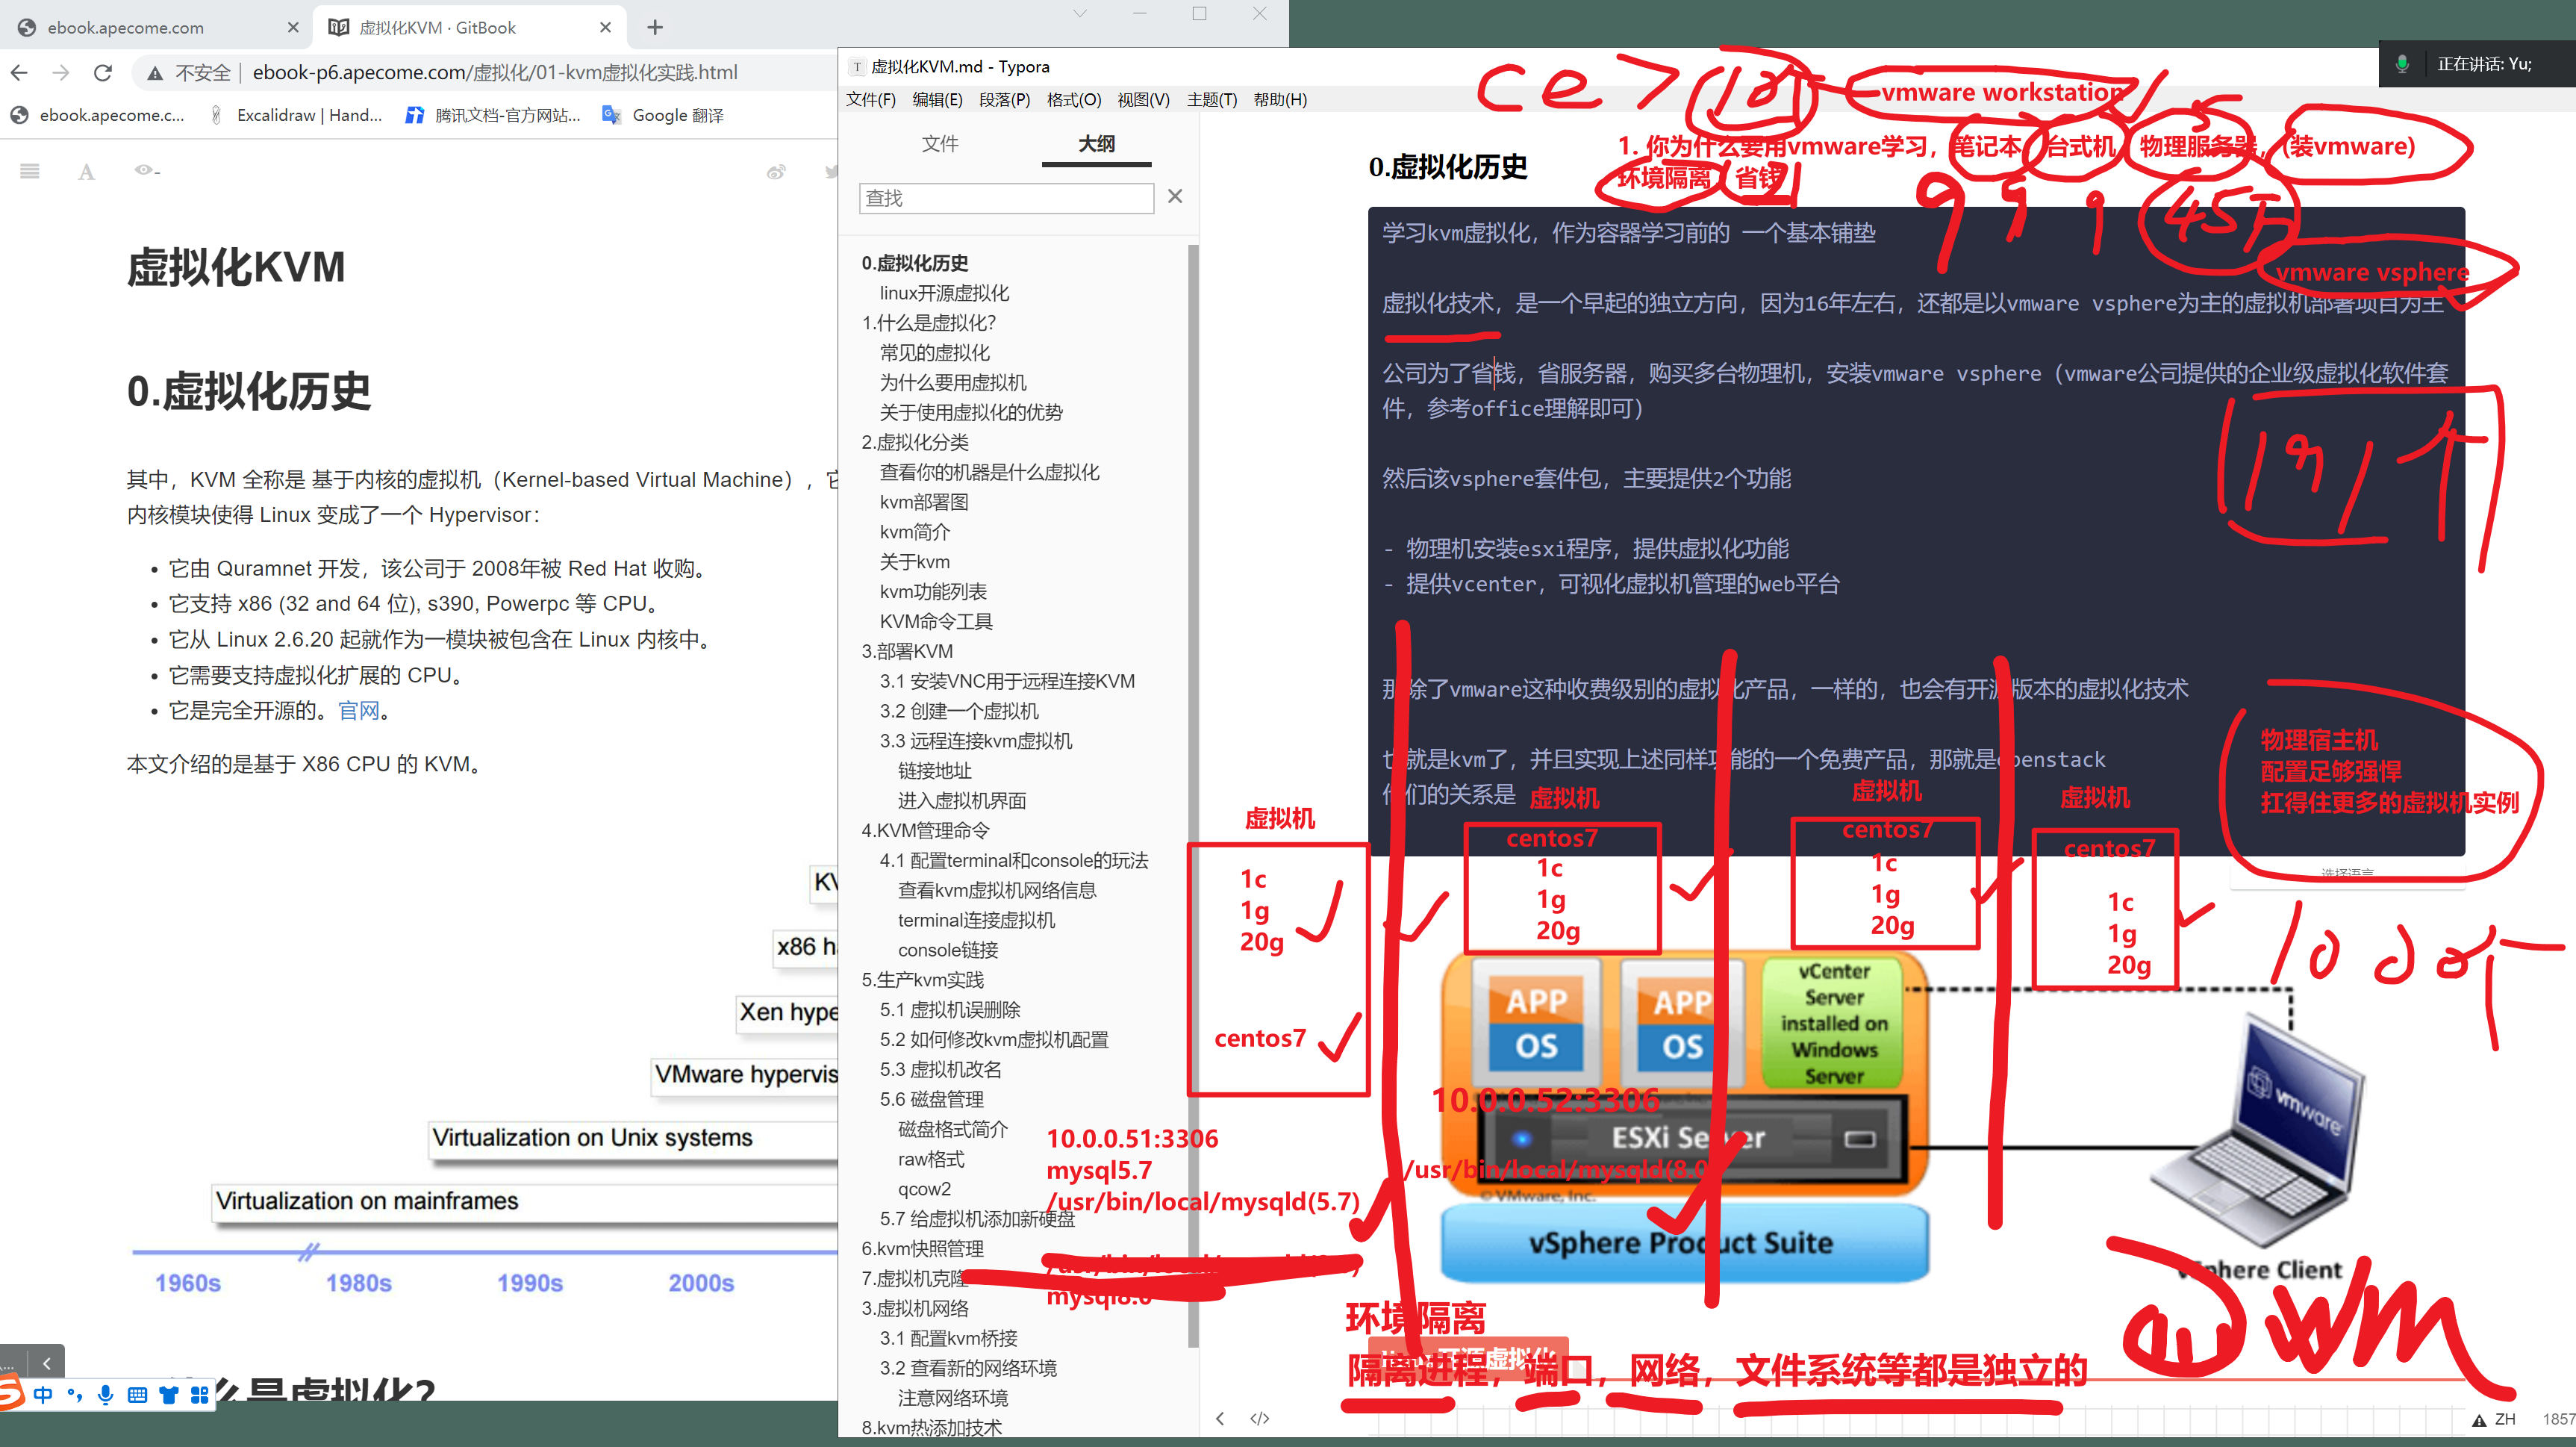 ebook.apecome.com
虚拟化KVM · GitBook
不安全
ebook-p6.apecome.com/虚拟化/01-kvm虚拟化实践.html
ebook.apecome.c...
Excalidraw | Hand...
腾讯文档-官方网站...
Google 翻译
虚拟化KVM
0.虚拟化历史
其中，KVM 全称是 基于内核的虚拟机（Kernel-based Virtual Machine），它
内核模块使得 Linux 变成了一个 Hypervisor：
• 它由 Quramnet 开发，该公司于 2008年被 Red Hat 收购。
• 它支持 x86 (32 and 64 位), s390, Powerpc 等 CPU。
• 它从 Linux 2.6.20 起就作为一模块被包含在 Linux 内核中。
• 它需要支持虚拟化扩展的 CPU。
• 它是完全开源的。官网。
本文介绍的是基于 X86 CPU 的 KVM。
x86 ha
Xen hype
VMware hypervis
Virtualization on Unix systems
Virtualization on mainframes
1960s
1980s
1990s
2000s
么是虚拟化？
中
虚拟化KVM.md - Typora
文件(F) 编辑(E) 段落(P) 格式(O) 视图(V) 主题(T) 帮助(H)
文件
大纲
查找
0.虚拟化历史
linux开源虚拟化
1.什么是虚拟化?
常见的虚拟化
为什么要用虚拟机
关于使用虚拟化的优势
2.虚拟化分类
查看你的机器是什么虚拟化
kvm部署图
kvm简介
关于kvm
kvm功能列表
KVM命令工具
3.部署KVM
3.1 安装VNC用于远程连接KVM
3.2 创建一个虚拟机
3.3 远程连接kvm虚拟机
链接地址
进入虚拟机界面
4.KVM管理命令
4.1 配置terminal和console的玩法
查看kvm虚拟机网络信息
terminal连接虚拟机
console链接
5.生产kvm实践
5.1 虚拟机误删除
5.2 如何修改kvm虚拟机配置
5.3 虚拟机改名
5.6 磁盘管理
磁盘格式简介
raw格式
qcow2
5.7 给虚拟机添加新硬盘
6.kvm快照管理
7.虚拟机克隆
3.虚拟机网络
3.1 配置kvm桥接
3.2 查看新的网络环境
注意网络环境
8.kvm热添加技术
正在讲话: Yu;
vmware workstation
1. 你为什么要用vmware学习，笔记本，台式机，物理服务器，(装vmware)
环境隔离 省钱
0.虚拟化历史
学习kvm虚拟化，作为容器学习前的 一个基本铺垫
vmware vsphere
虚拟化技术，是一个早起的独立方向，因为16年左右，还都是以vmware vsphere为主的虚拟机部署项目为主
公司为了省钱，省服务器，购买多台物理机，安装vmware vsphere（vmware公司提供的企业级虚拟化软件套
件，参考office理解即可）
然后该vsphere套件包，主要提供2个功能
- 物理机安装esxi程序，提供虚拟化功能
- 提供vcenter，可视化虚拟机管理的web平台
那除了vmware这种收费级别的虚拟化产品，一样的，也会有开源版本的虚拟化技术
也就是kvm了，并且实现上述同样功能的一个免费产品，那就是openstack
他们的关系是
物理宿主机
配置足够强悍
扛得住更多的虚拟机实例
选择语言
虚拟机
1c
1g
20g
centos7
虚拟机
centos7
1c
1g
20g
虚拟机
centos7
1c
1g
20g
虚拟机
centos7
1c
1g
20g
APP
OS
APP
OS
vCenter
Server
installed on
Windows
Server
ESXi Server
© VMware, Inc.
vSphere Product Suite
vmware
vSphere Client
10.0.0.51:3306
mysql5.7
/usr/bin/local/mysqld(5.7)
mysql8.0
10.0.0.52:3306
/usr/bin/local/mysqld(8.0
环境隔离
隔离进程，端口，网络，文件系统等都是独立的
ZH
1857